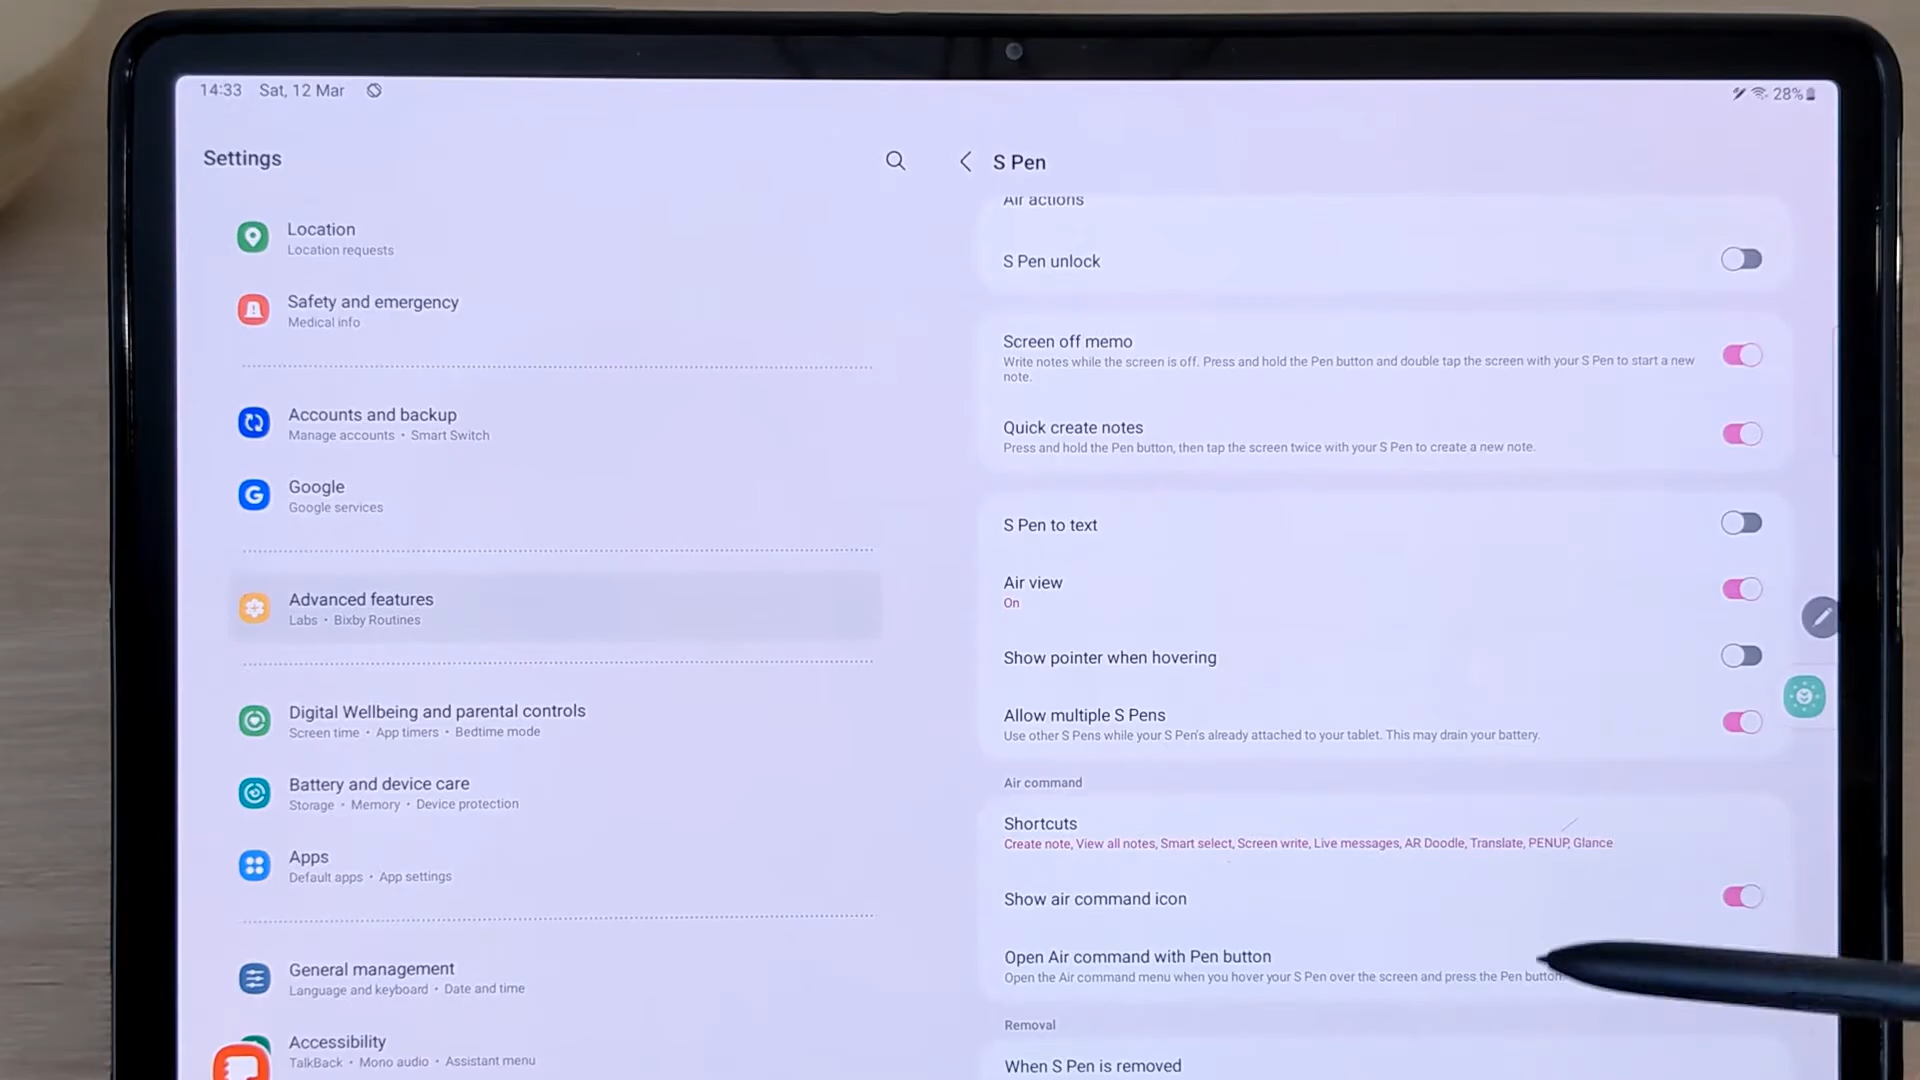 14:33 Sat, 12 Mar
28%
Settings
Location
Location requests
Safety and emergency
Medical info
Accounts and backup
Manage accounts • Smart Switch
Google
Google services
Advanced features
Labs • Bixby Routines
Digital Wellbeing and parental controls
Screen time • App timers • Bedtime mode
Battery and device care
Storage • Memory • Device protection
Apps
Default apps • App settings
General management
Language and keyboard • Date and time
Accessibility
TalkBack • Mono audio • Assistant menu
S Pen
Air actions
S Pen unlock
Screen off memo
Write notes while the screen is off. Press and hold the Pen button and double tap the screen with your S Pen to start a new
note.
Quick create notes
Press and hold the Pen button, then tap the screen twice with your S Pen to create a new note.
S Pen to text
Air view
On
Show pointer when hovering
Allow multiple S Pens
Use other S Pens while your S Pen's already attached to your tablet. This may drain your battery.
Air command
Shortcuts
Create note, View all notes, Smart select, Screen write, Live messages, AR Doodle, Translate, PENUP, Glance
Show air command icon
Open Air command with Pen button
Open the Air command menu when you hover your S Pen over the screen and press the Pen button
Removal
When S Pen is removed